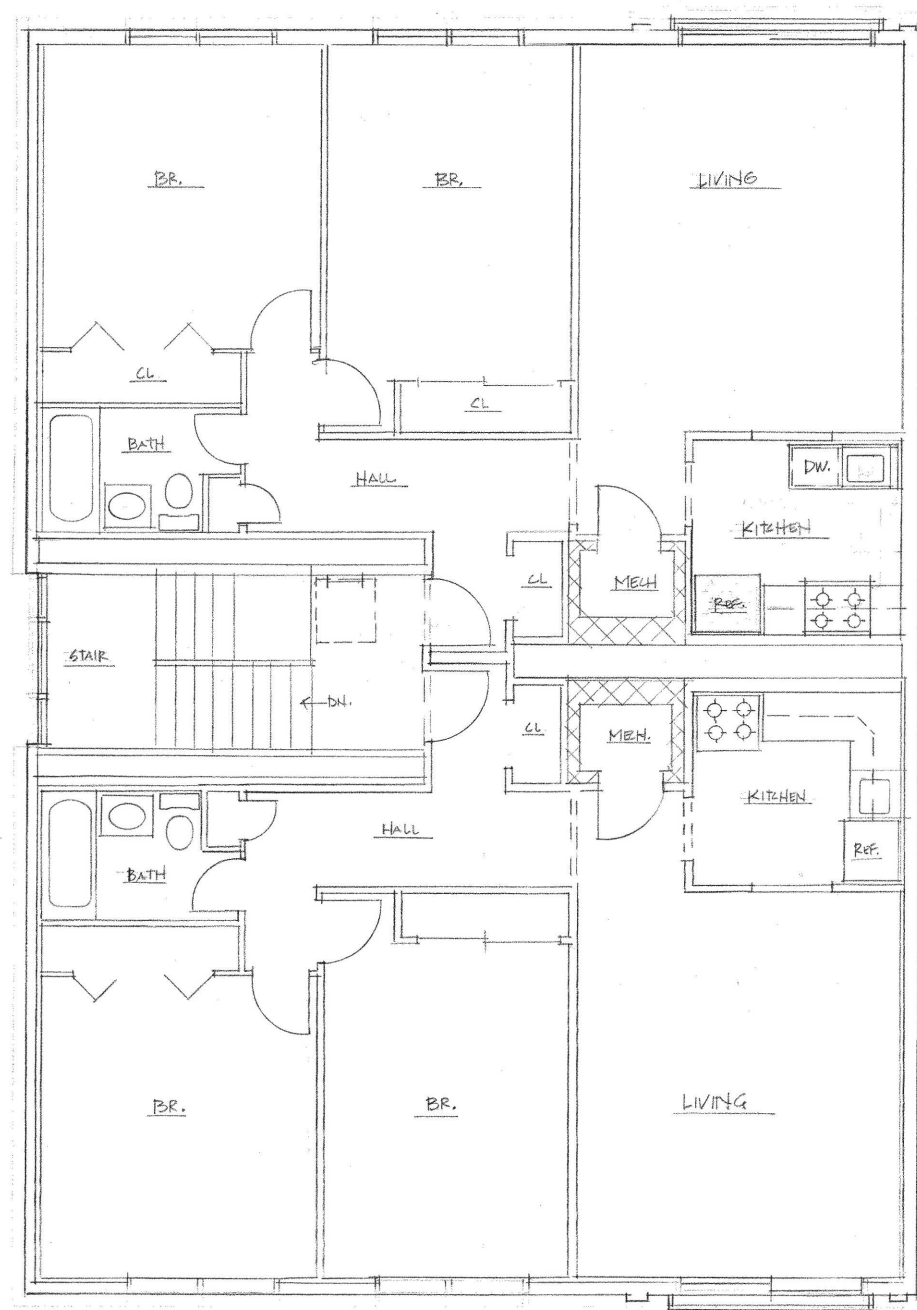 BR.
BR.
LIVING
CL
CL
BATH
HALL
DW.
KITCHEN
CL
MECH
REF.
STAIR
←DN.
CL
MEH.
KITCHEN
HALL
REF.
BATH
BR.
BR.
LIVING